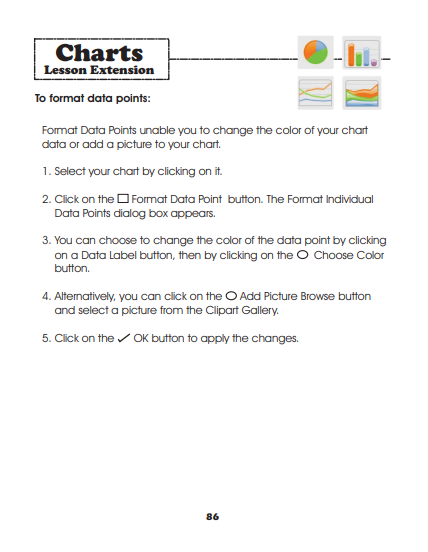 Charts
Lesson Extension
To format data points:
Format Data Points unable you to change the color of your chart
data or add a picture to your chart.
1. Select your chart by clicking on it.
2. Click on the Format Data Point button. The Format Individual
Data Points dialog box appears.
3. You can choose to change the color of the data point by clicking
on a Data Label button, then by clicking on the Choose Color
button.
4. Alternatively, you can click on the Add Picture Browse button
and select a picture from the Clipart Gallery.
5. Click on the ✓ OK button to apply the changes.
86